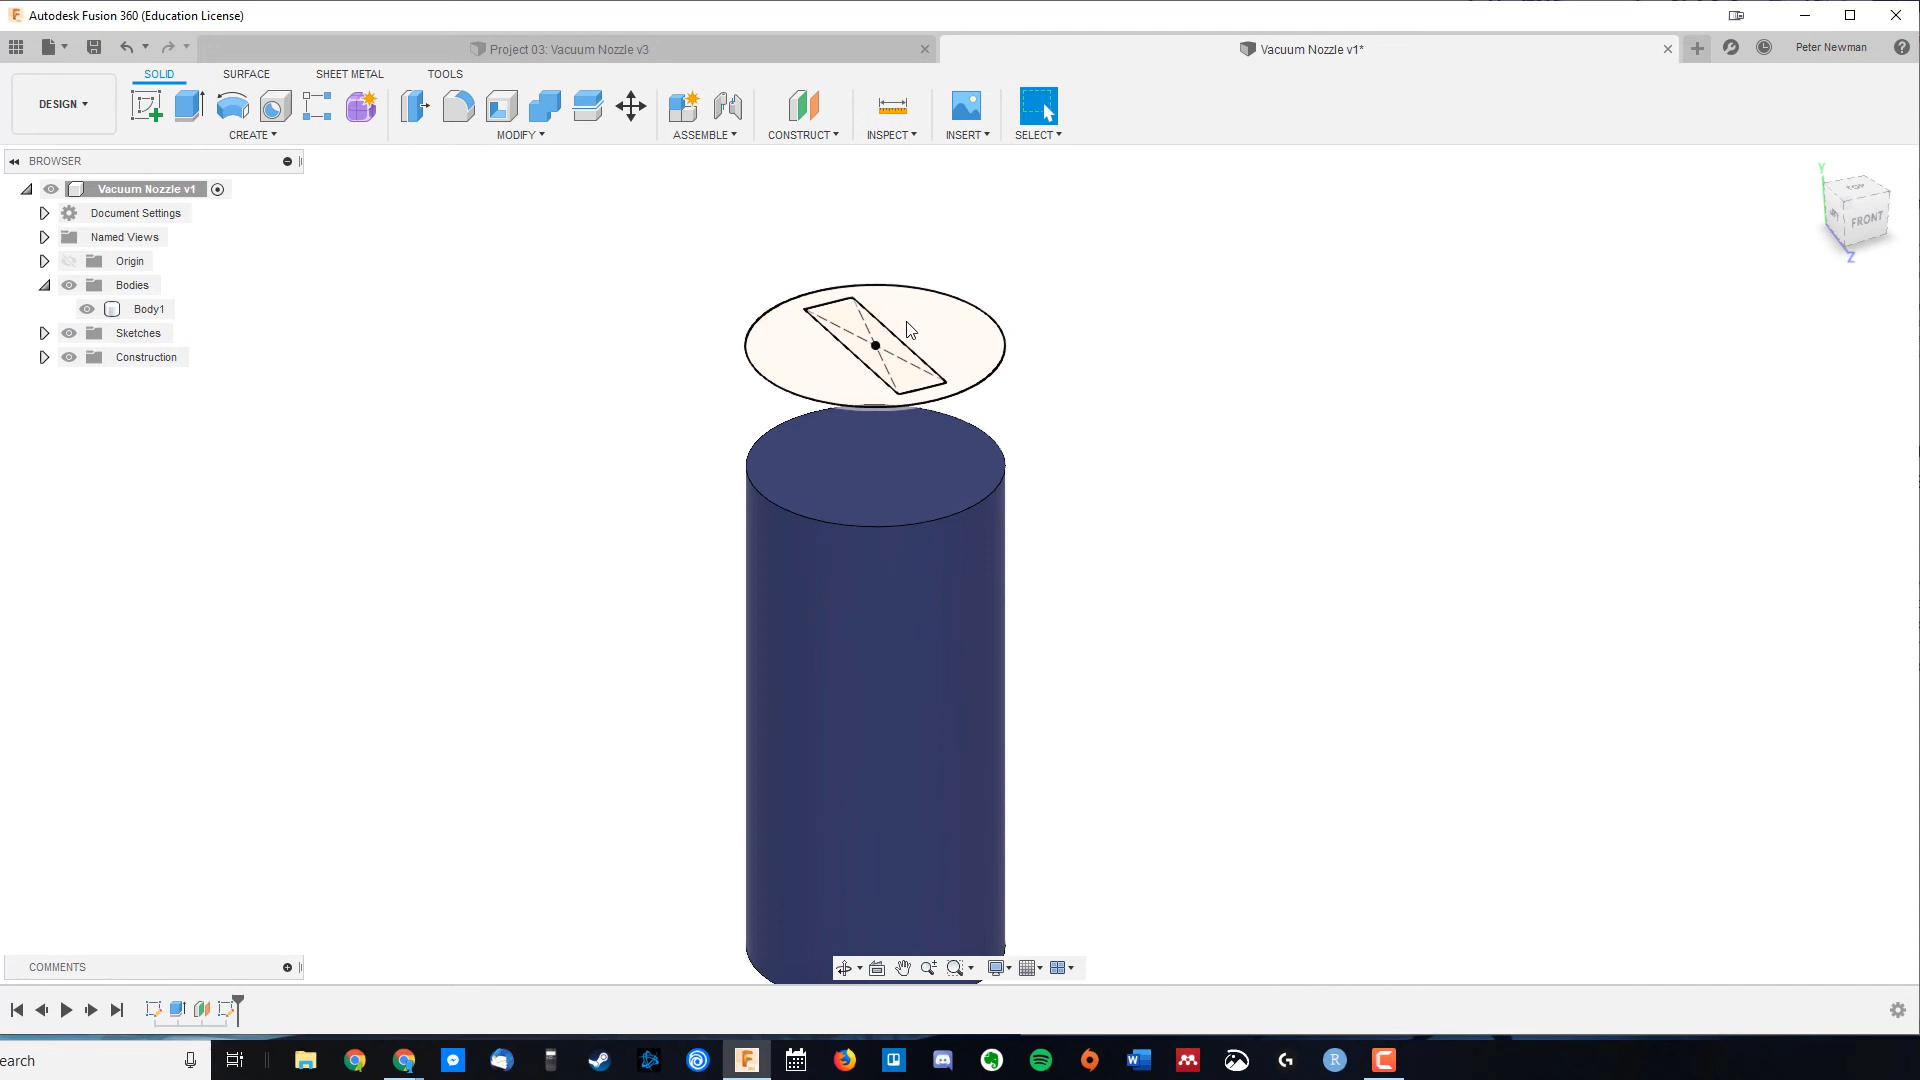 Autodesk Fusion 360 (Education License)
Project 03: Vacuum Nozzle v3
Vacuum Nozzle v1*
Peter Newman
SOLID
SURFACE
SHEET METAL
TOOLS
DESIGN
CREATE
MODIFY
ASSEMBLE
CONSTRUCT
INSPECT
INSERT
SELECT
BROWSER
Vacuum Nozzle v1
Document Settings
Named Views
Origin
Bodies
Body1
Sketches
Construction
Y
TOP
FRONT
Z
COMMENTS
earch